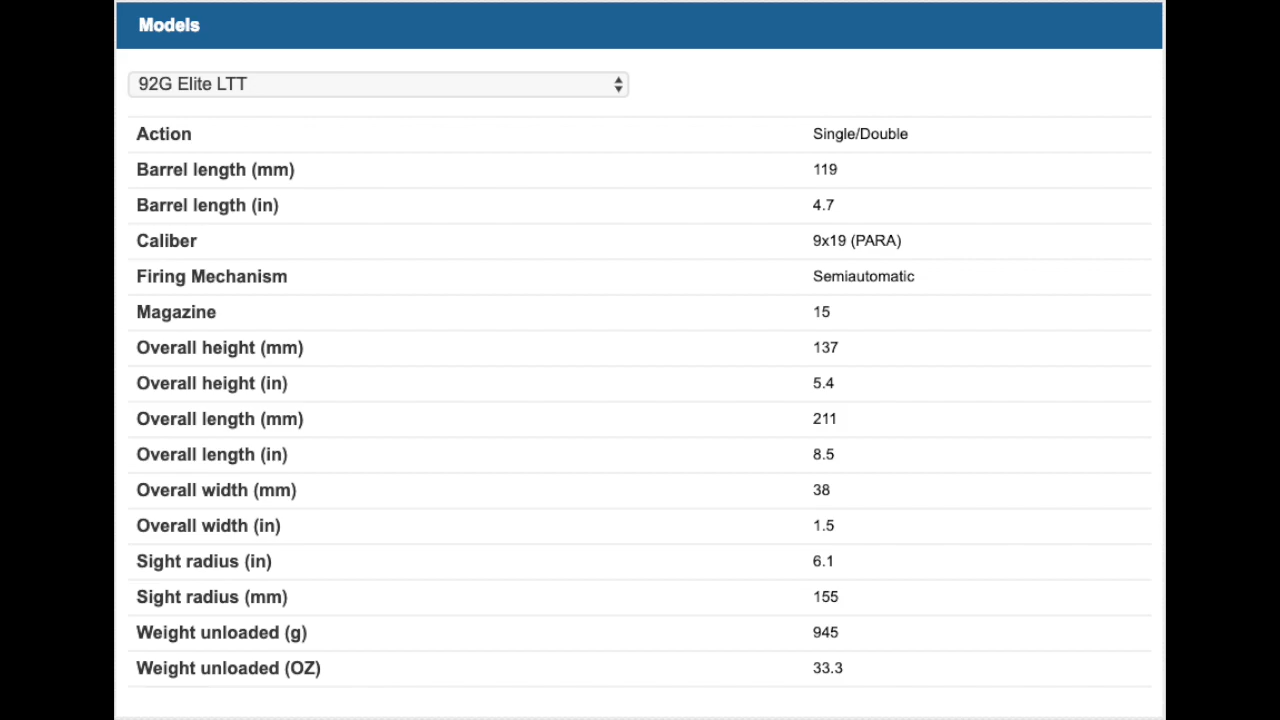 Models
92G Elite LTT
Action Single/Double
Barrel length (mm) 119
Barrel length (in) 4.7
Caliber 9x19 (PARA)
Firing Mechanism Semiautomatic
Magazine 15
Overall height (mm) 137
Overall height (in) 5.4
Overall length (mm) 211
Overall length (in) 8.5
Overall width (mm) 38
Overall width (in) 1.5
Sight radius (in) 6.1
Sight radius (mm) 155
Weight unloaded (g) 945
Weight unloaded (OZ) 33.3